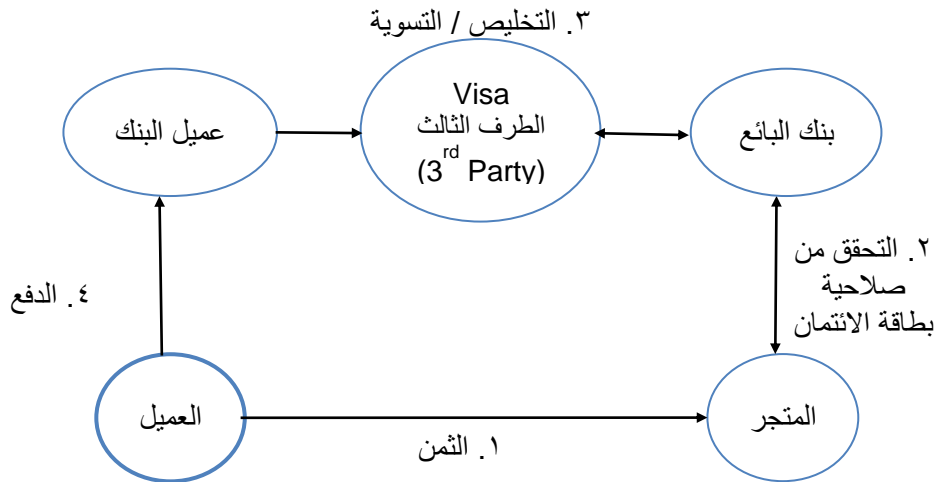 ٣. التخليص / التسوية
Visa
الطرف الثالث
(3rd Party)
بنك البائع
عميل البنك
٢. التحقق من
صلاحية
بطاقة الائتمان
٤. الدفع
المتجر
العميل
١. الثمن